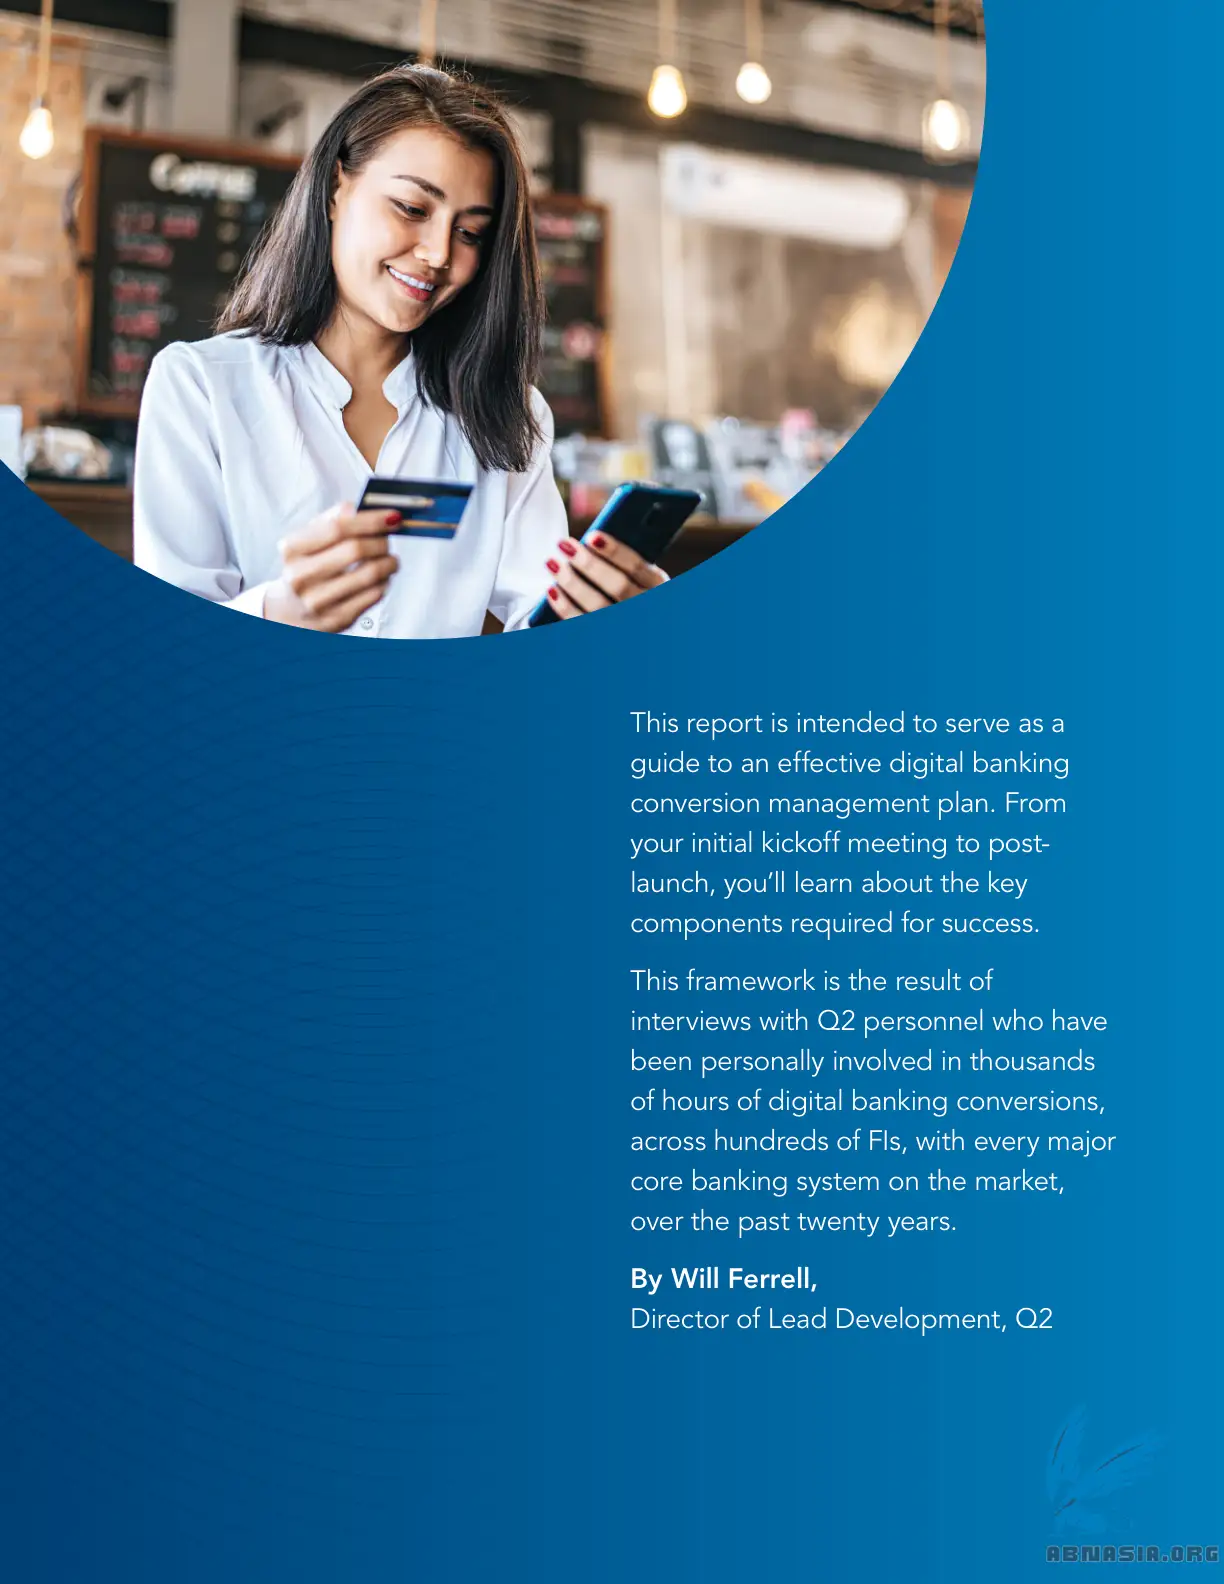 Coffee
This report is intended to serve as a
guide to an effective digital banking
conversion management plan. From
your initial kickoff meeting to post-
launch, you’ll learn about the key
components required for success.
This framework is the result of
interviews with Q2 personnel who have
been personally involved in thousands
of hours of digital banking conversions,
across hundreds of FIs, with every major
core banking system on the market,
over the past twenty years.
By Will Ferrell,
Director of Lead Development, Q2
ABNASIA.ORG